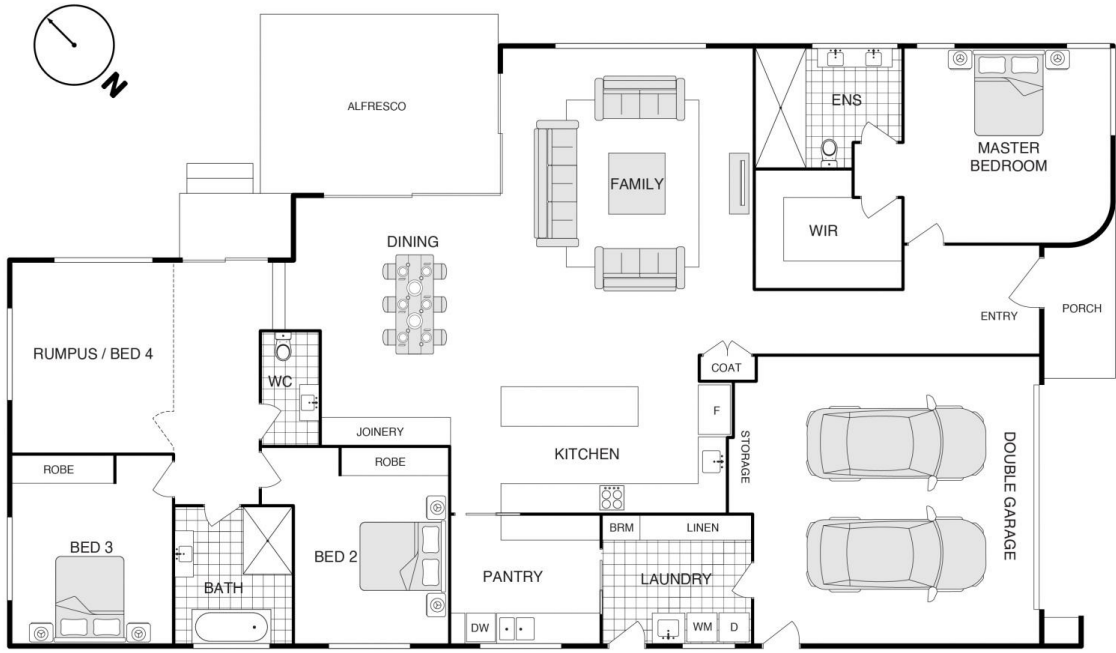 N
ALFRESCO
ENS
MASTER
BEDROOM
FAMILY
WIR
DINING
ENTRY
PORCH
RUMPUS / BED 4
WC
COAT
F
JOINERY
KITCHEN
STORAGE
DOUBLE GARAGE
ROBE
ROBE
BRM
LINEN
BED 3
BED 2
BATH
PANTRY
LAUNDRY
DW
WM
D